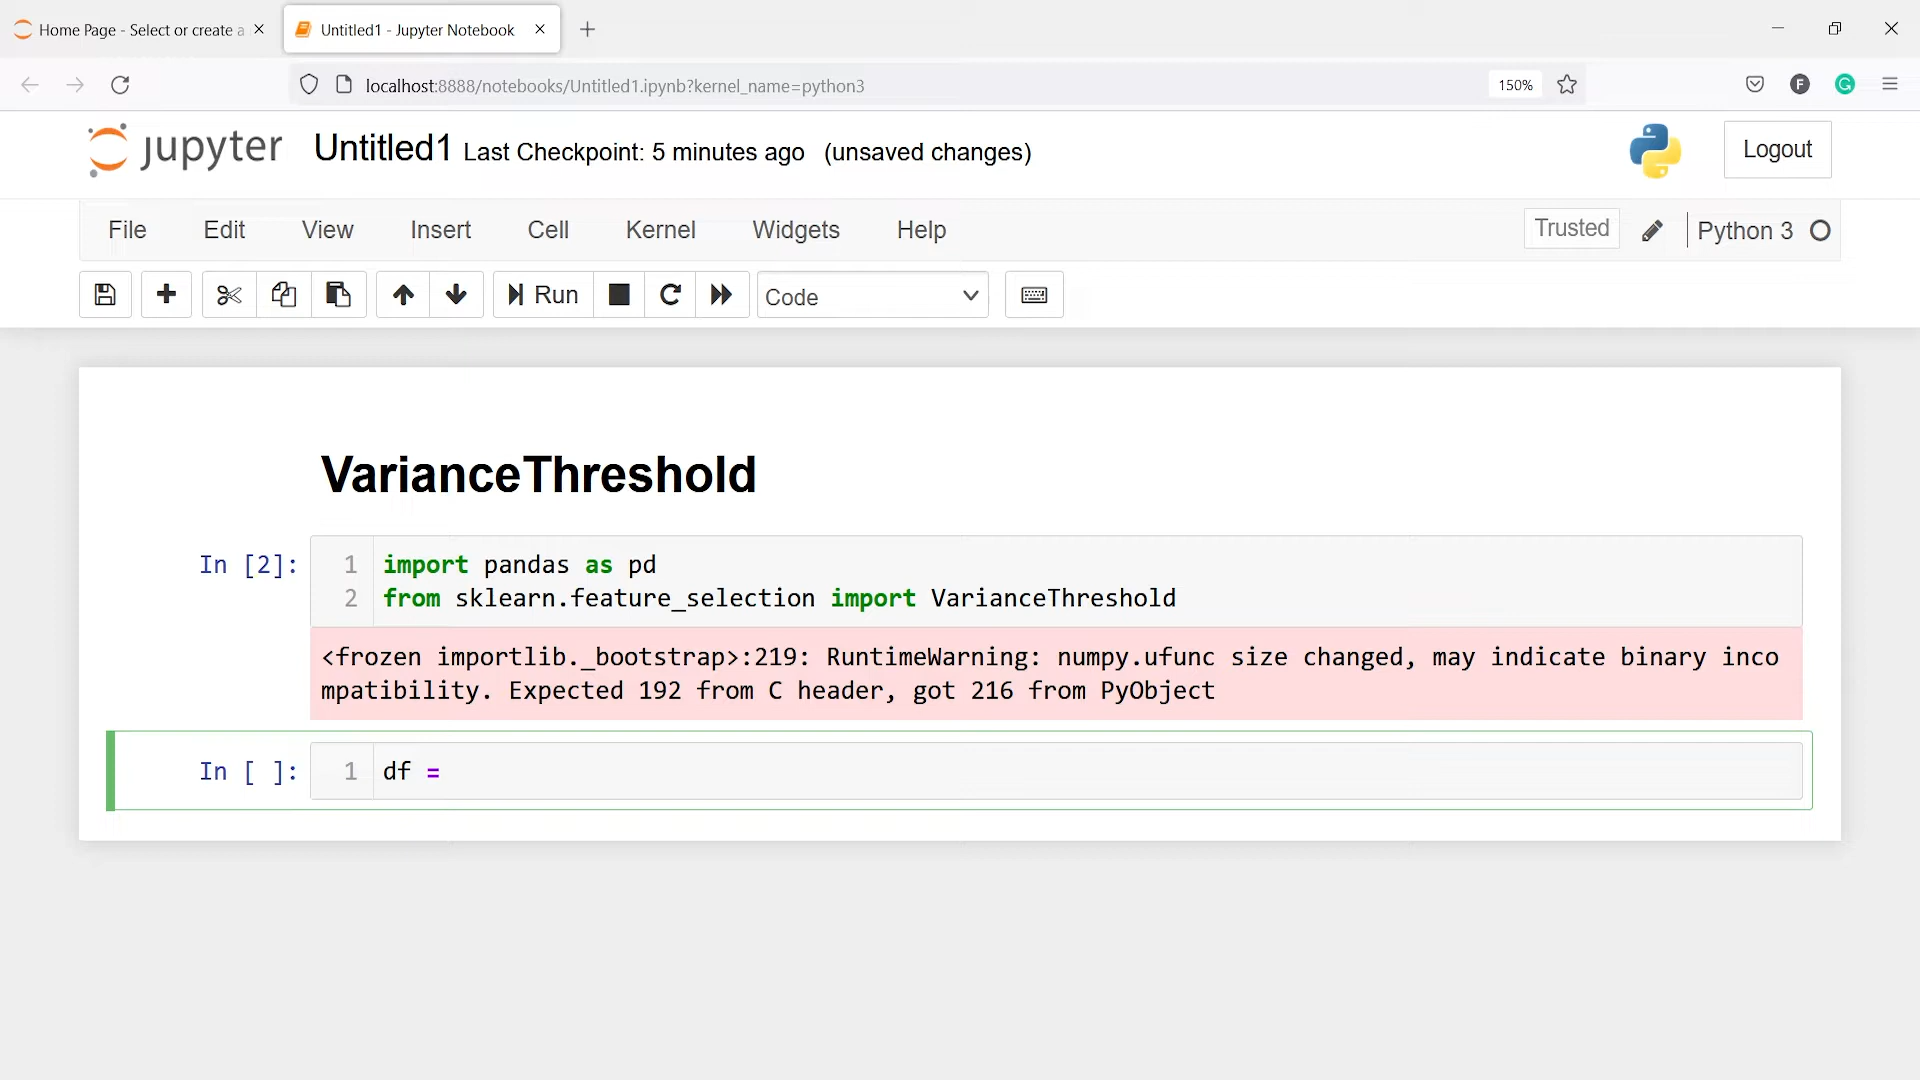 Home Page - Select or create a
Untitled1 - Jupyter Notebook
localhost:8888/notebooks/Untitled1.ipynb?kernel_name=python3
150%
F
G
jupyter Untitled1 Last Checkpoint: 5 minutes ago (unsaved changes)
Logout
File Edit View Insert Cell Kernel Widgets Help
Trusted
Python 3
Run
Code
VarianceThreshold
In [2]:
1 import pandas as pd
2 from sklearn.feature_selection import VarianceThreshold
<frozen importlib._bootstrap>:219: RuntimeWarning: numpy.ufunc size changed, may indicate binary inco
mpatibility. Expected 192 from C header, got 216 from PyObject
In [ ]:
1 df =